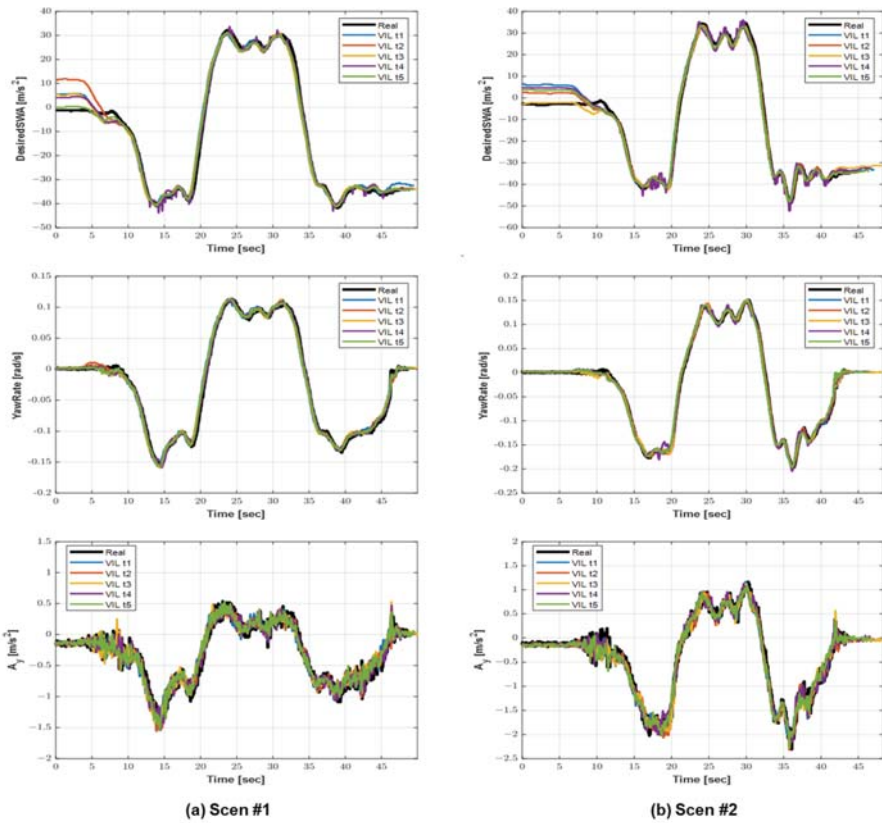 40
30
20
10
0
−10
−20
−30
−40
−50
DesiredSWA [m/s²]
Real
VIL t1
VIL t2
VIL t3
VIL t4
VIL t5
0 5 10 15 20 25 30 35 40 45
Time [sec]
40
30
20
10
0
−10
−20
−30
−40
−50
−60
DesiredSWA [m/s²]
Real
VIL t1
VIL t2
VIL t3
VIL t4
VIL t5
0 5 10 15 20 25 30 35 40 45
Time [sec]
0.15
0.1
0.05
0
−0.05
−0.1
−0.15
−0.2
YawRate [rad/s]
Real
VIL t1
VIL t2
VIL t3
VIL t4
VIL t5
0 5 10 15 20 25 30 35 40 45
Time [sec]
0.2
0.15
0.1
0.05
0
−0.05
−0.1
−0.15
−0.2
−0.25
YawRate [rad/s]
Real
VIL t1
VIL t2
VIL t3
VIL t4
VIL t5
0 5 10 15 20 25 30 35 40 45
Time [sec]
1.5
1
0.5
0
−0.5
−1
−1.5
−2
A_y [m/s²]
Real
VIL t1
VIL t2
VIL t3
VIL t4
VIL t5
0 5 10 15 20 25 30 35 40 45
Time [sec]
2
1.5
1
0.5
0
−0.5
−1
−1.5
−2
−2.5
A_y [m/s²]
Real
VIL t1
VIL t2
VIL t3
VIL t4
VIL t5
0 5 10 15 20 25 30 35 40 45
Time [sec]
(a) Scen #1
(b) Scen #2